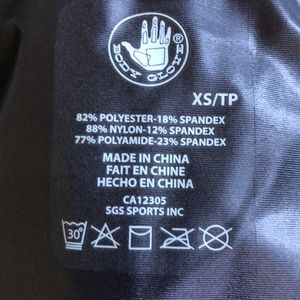 BODY GLOVE®
XS/TP
82% POLYESTER-18% SPANDEX
88% NYLON-12% SPANDEX
77% POLYAMIDE-23% SPANDEX
MADE IN CHINA
FAIT EN CHINE
HECHO EN CHINA
CA12305
SGS SPORTS INC
30°